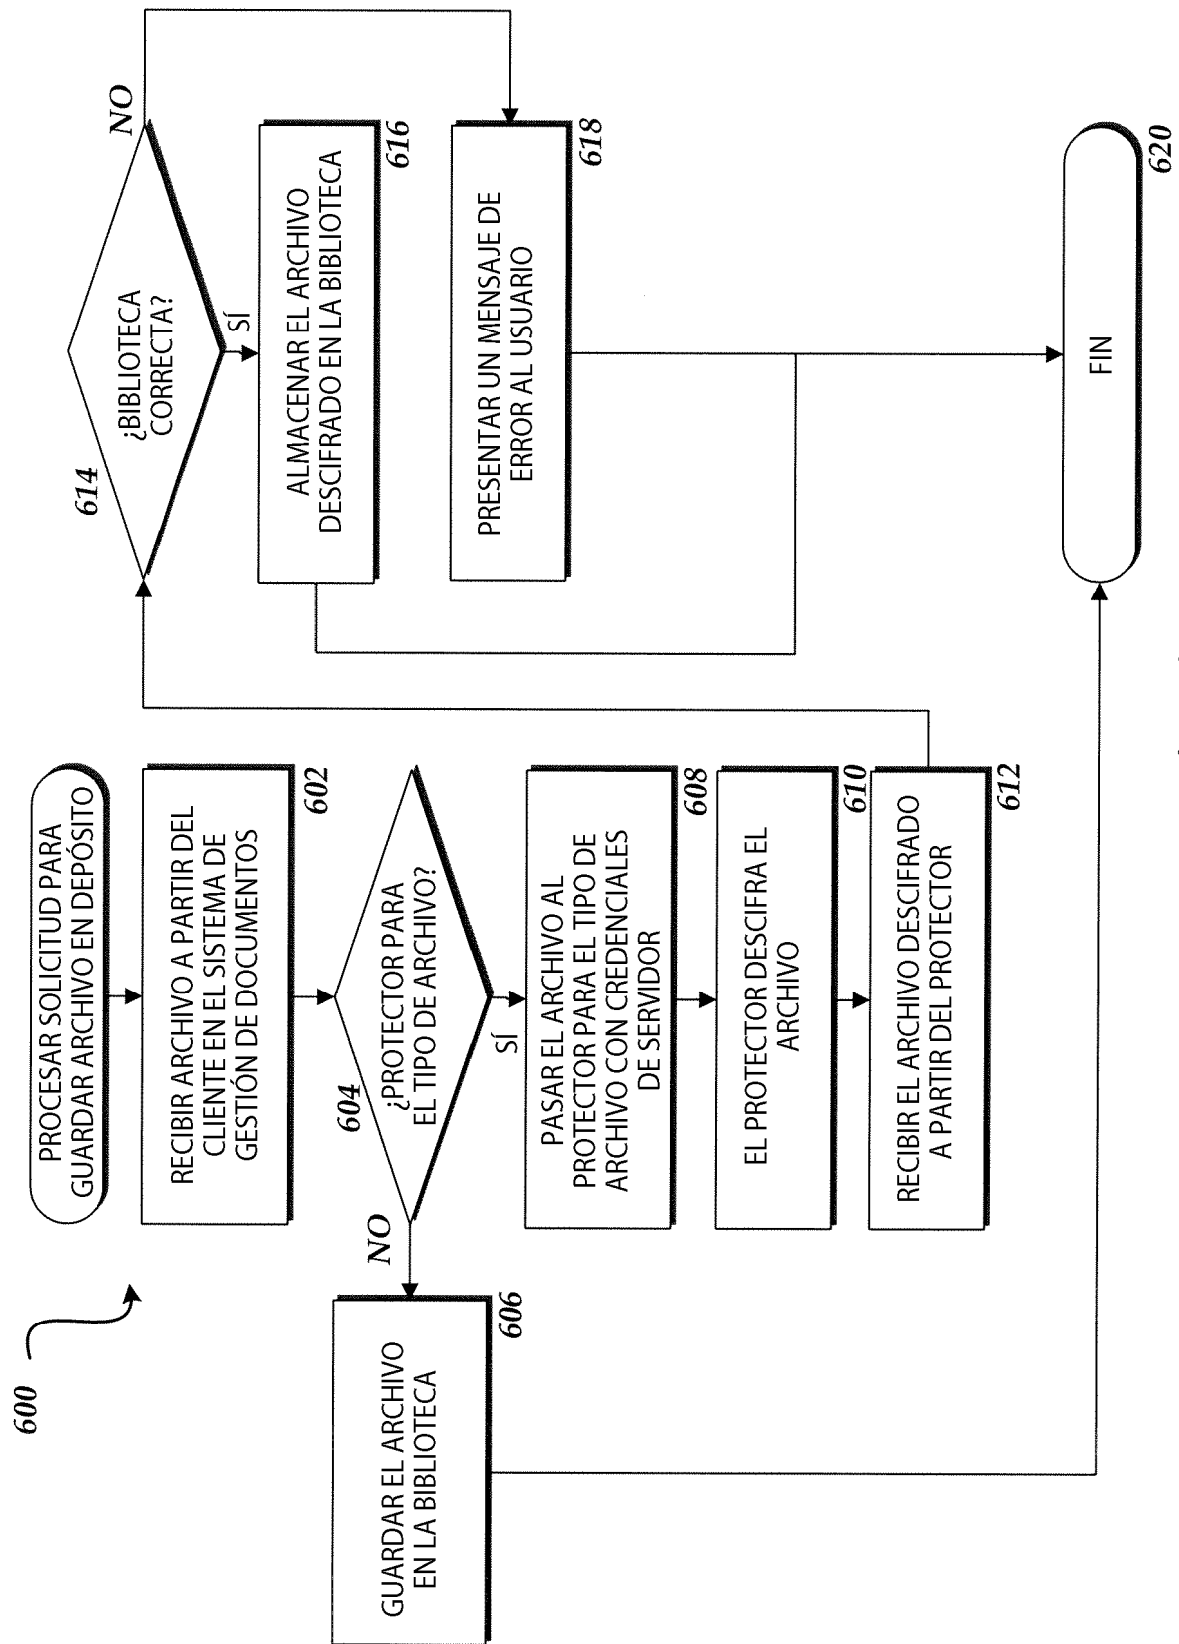 600
PROCESAR SOLICITUD PARA
GUARDAR ARCHIVO EN DEPÓSITO
RECIBIR ARCHIVO A PARTIR DEL
CLIENTE EN EL SISTEMA DE
GESTIÓN DE DOCUMENTOS
602
604
¿PROTECTOR PARA
EL TIPO DE ARCHIVO?
NO
SÍ
GUARDAR EL ARCHIVO
EN LA BIBLIOTECA
606
PASAR EL ARCHIVO AL
PROTECTOR PARA EL TIPO DE
ARCHIVO CON CREDENCIALES
DE SERVIDOR
608
EL PROTECTOR DESCIFRA EL
ARCHIVO
610
RECIBIR EL ARCHIVO DESCIFRADO
A PARTIR DEL PROTECTOR
612
614
¿BIBLIOTECA
CORRECTA?
NO
SÍ
ALMACENAR EL ARCHIVO
DESCIFRADO EN LA BIBLIOTECA
616
PRESENTAR UN MENSAJE DE
ERROR AL USUARIO
618
FIN
620